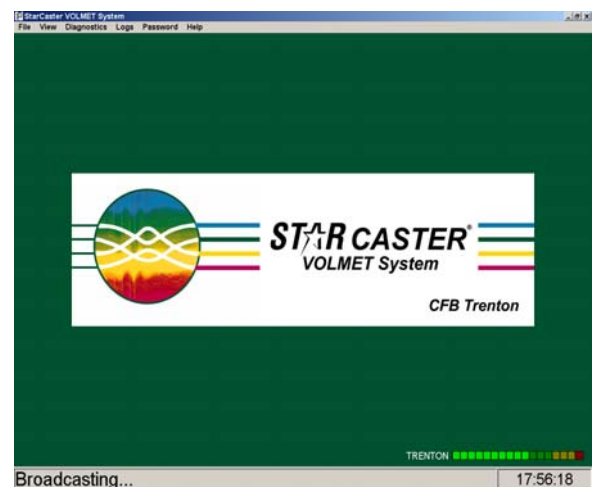 StarCaster VOLMET System
File View Diagnostics Logs Password Help
STAR CASTER®
VOLMET System
CFB Trenton
TRENTON
Broadcasting...
17:56:18